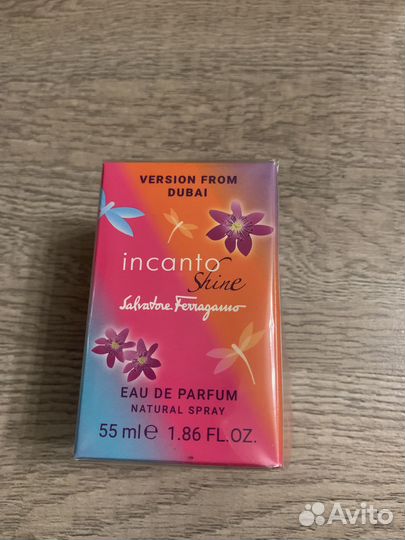 VERSION FROM
DUBAI
incanto
Shine
Salvatore Ferragamo
EAU DE PARFUM
NATURAL SPRAY
55 ml℮ 1.86 FL.OZ.
Avito